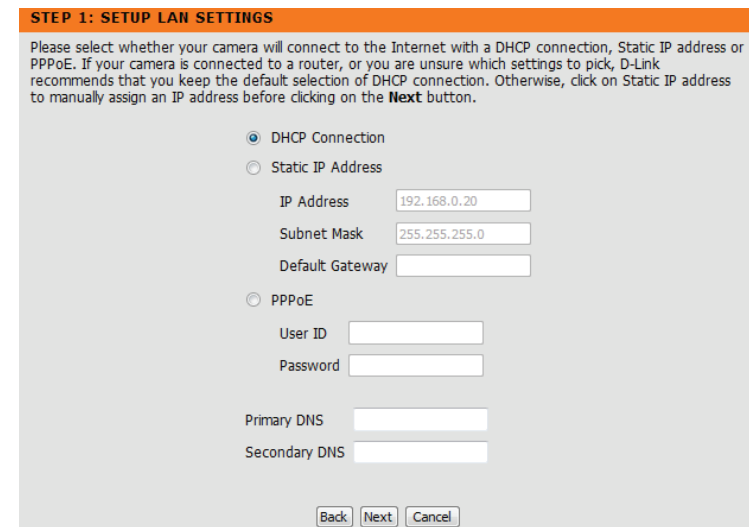 STEP 1: SETUP LAN SETTINGS
Please select whether your camera will connect to the Internet with a DHCP connection, Static IP address or
PPPoE. If your camera is connected to a router, or you are unsure which settings to pick, D-Link
recommends that you keep the default selection of DHCP connection. Otherwise, click on Static IP address
to manually assign an IP address before clicking on the Next button.
DHCP Connection
Static IP Address
IP Address 192.168.0.20
Subnet Mask 255.255.255.0
Default Gateway
PPPoE
User ID
Password
Primary DNS
Secondary DNS
Back Next Cancel